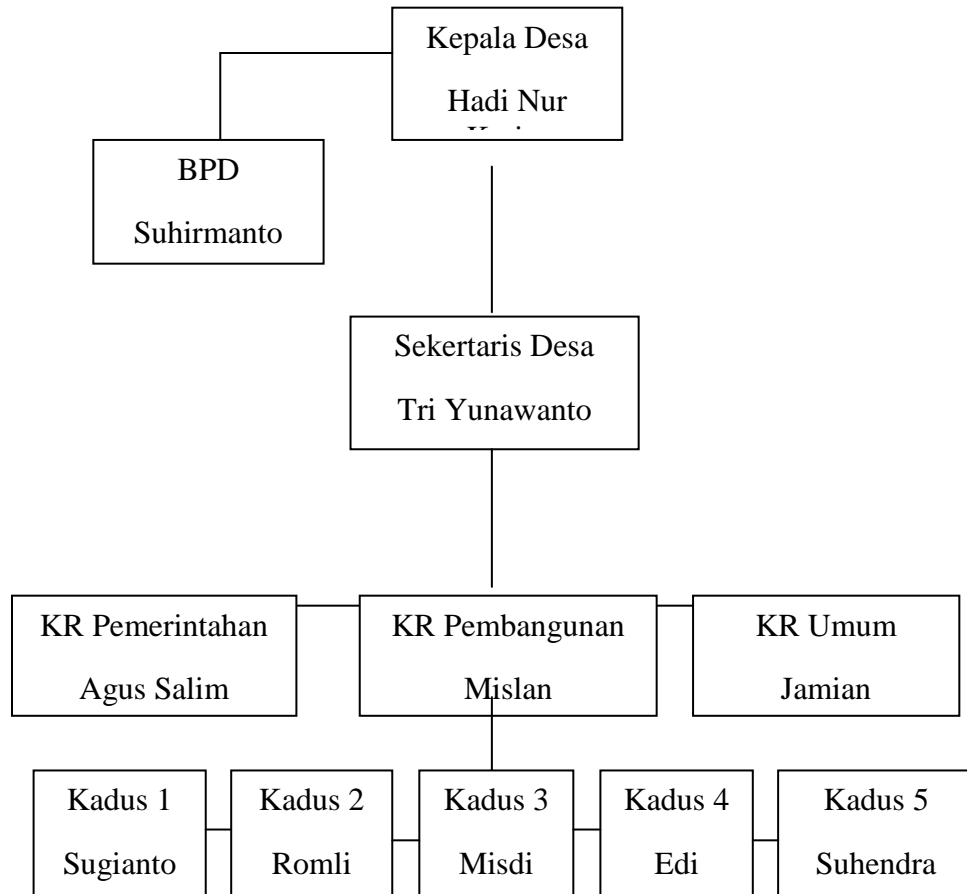 Kepala Desa
Hadi Nur
BPD
Suhirmanto
Sekertaris Desa
Tri Yunawanto
KR Pemerintahan
Agus Salim
KR Pembangunan
Mislan
KR Umum
Jamian
Kadus 1
Sugianto
Kadus 2
Romli
Kadus 3
Misdi
Kadus 4
Edi
Kadus 5
Suhendra